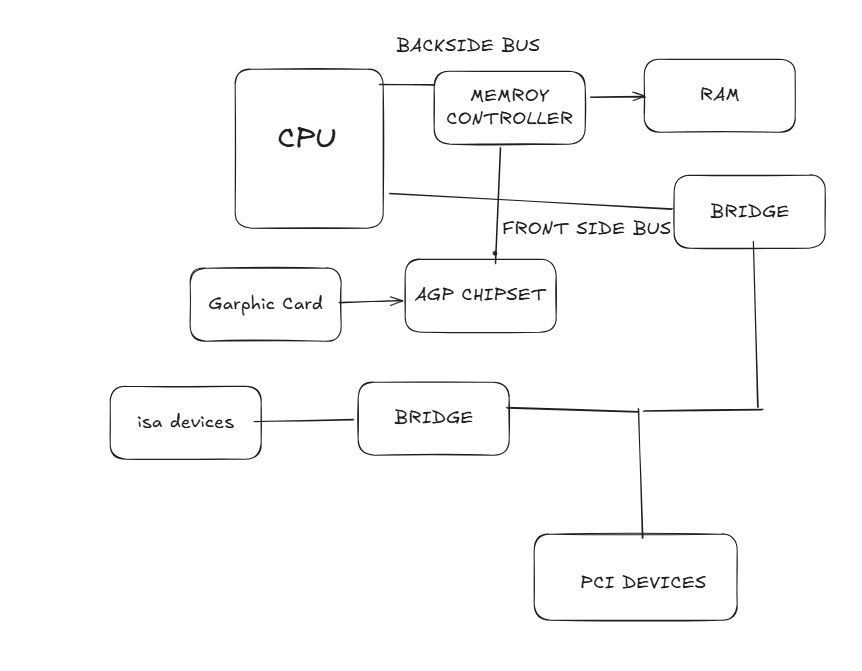 BACKSIDE BUS
CPU
MEMROY
CONTROLLER
RAM
BRIDGE
FRONT SIDE BUS
Garphic Card
AGP CHIPSET
isa devices
BRIDGE
PCI DEVICES